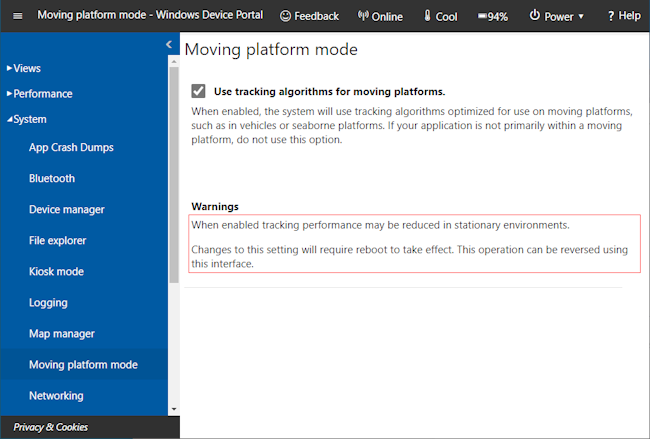 Moving platform mode - Windows Device Portal
Feedback
Online
Cool
94%
Power
? Help
Views
Performance
System
App Crash Dumps
Bluetooth
Device manager
File explorer
Kiosk mode
Logging
Map manager
Moving platform mode
Networking
Privacy & Cookies
Moving platform mode
Use tracking algorithms for moving platforms.
When enabled, the system will use tracking algorithms optimized for use on moving platforms,
such as in vehicles or seaborne platforms. If your application is not primarily within a moving
platform, do not use this option.
Warnings
When enabled tracking performance may be reduced in stationary environments.
Changes to this setting will require reboot to take effect. This operation can be reversed using
this interface.